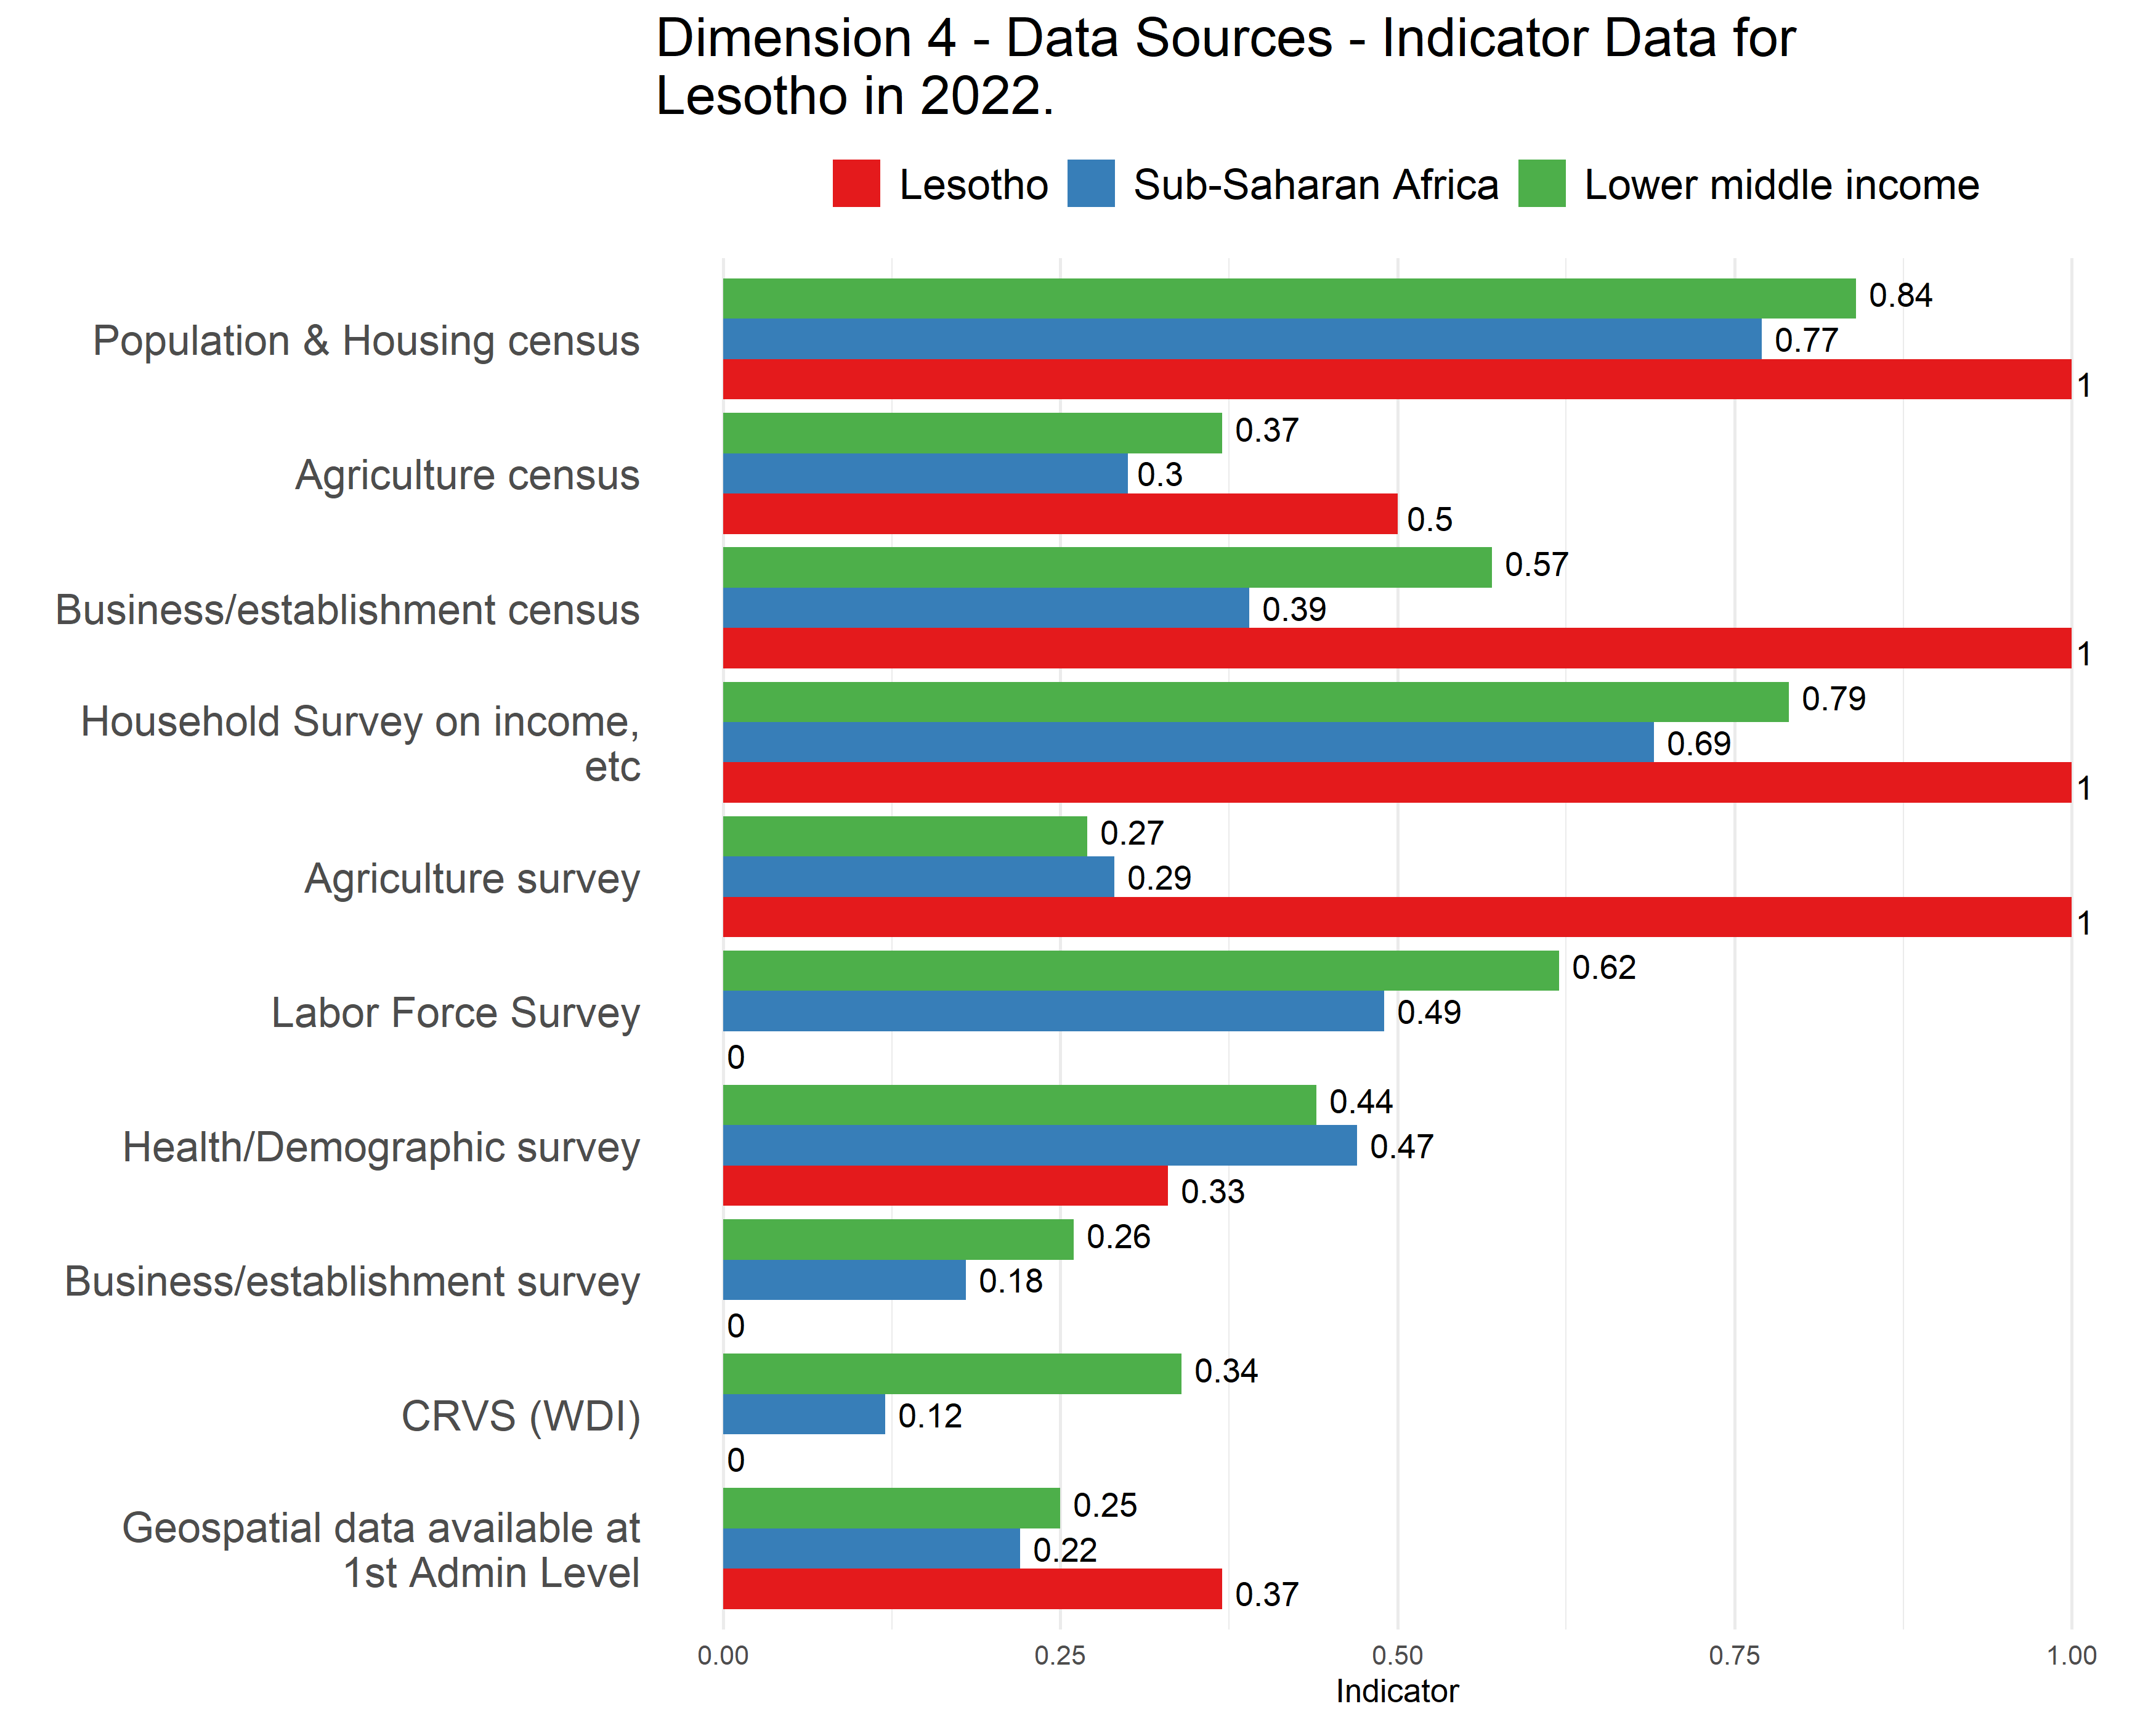 Dimension 4 - Data Sources - Indicator Data for
Lesotho in 2022.
Lesotho
Sub-Saharan Africa
Lower middle income
Population & Housing census
0.84
0.77
1
Agriculture census
0.37
0.3
0.5
Business/establishment census
0.57
0.39
1
Household Survey on income,
etc
0.79
0.69
1
Agriculture survey
0.27
0.29
1
Labor Force Survey
0.62
0.49
0
Health/Demographic survey
0.44
0.47
0.33
Business/establishment survey
0.26
0.18
0
CRVS (WDI)
0.34
0.12
0
Geospatial data available at
1st Admin Level
0.25
0.22
0.37
0.00
0.25
0.50
0.75
1.00
Indicator